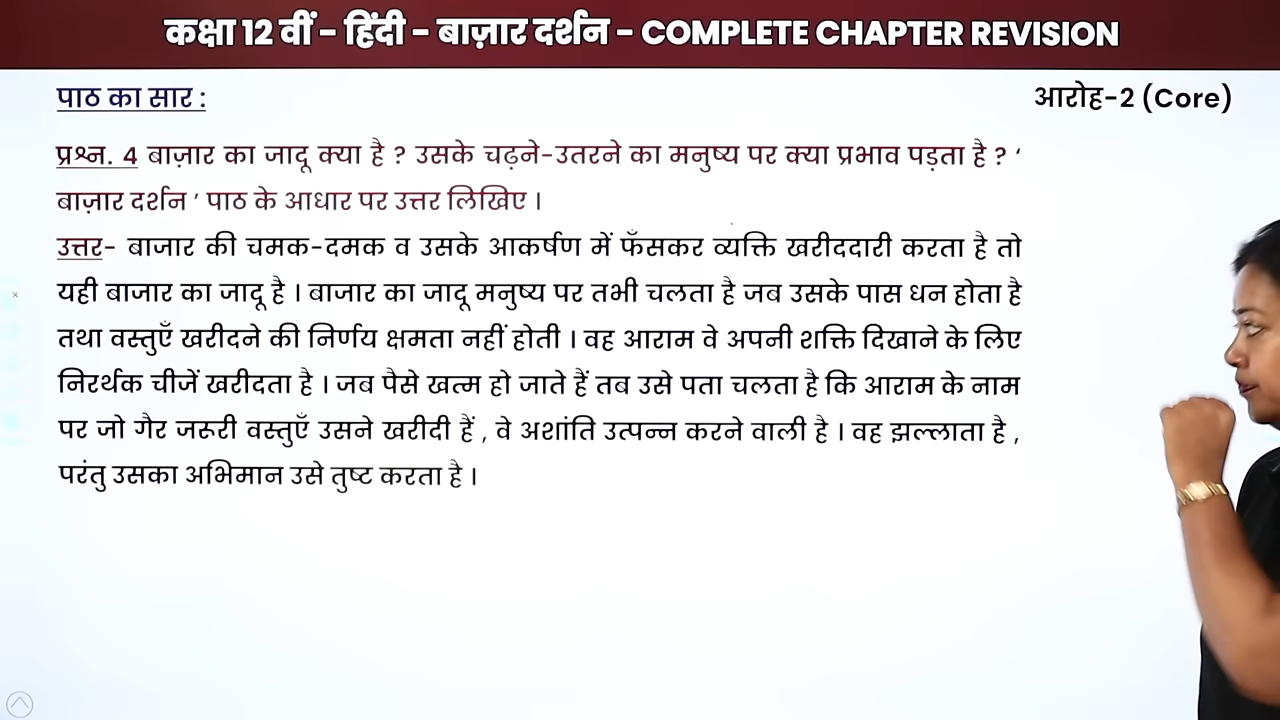 कक्षा 12 वीं - हिंदी - बाज़ार दर्शन - COMPLETE CHAPTER REVISION
पाठ का सार :
आरोह-2 (Core)
प्रश्न. 4 बाज़ार का जादू क्या है ? उसके चढ़ने-उतरने का मनुष्य पर क्या प्रभाव पड़ता है ? ‘
बाज़ार दर्शन ’ पाठ के आधार पर उत्तर लिखिए ।
उत्तर- बाजार की चमक-दमक व उसके आकर्षण में फँसकर व्यक्ति खरीददारी करता है तो
यही बाजार का जादू है । बाजार का जादू मनुष्य पर तभी चलता है जब उसके पास धन होता है
तथा वस्तुएँ खरीदने की निर्णय क्षमता नहीं होती । वह आराम वे अपनी शक्ति दिखाने के लिए
निरर्थक चीजें खरीदता है । जब पैसे खत्म हो जाते हैं तब उसे पता चलता है कि आराम के नाम
पर जो गैर जरूरी वस्तुएँ उसने खरीदी हैं , वे अशांति उत्पन्न करने वाली है । वह झल्लाता है ,
परंतु उसका अभिमान उसे तुष्ट करता है ।